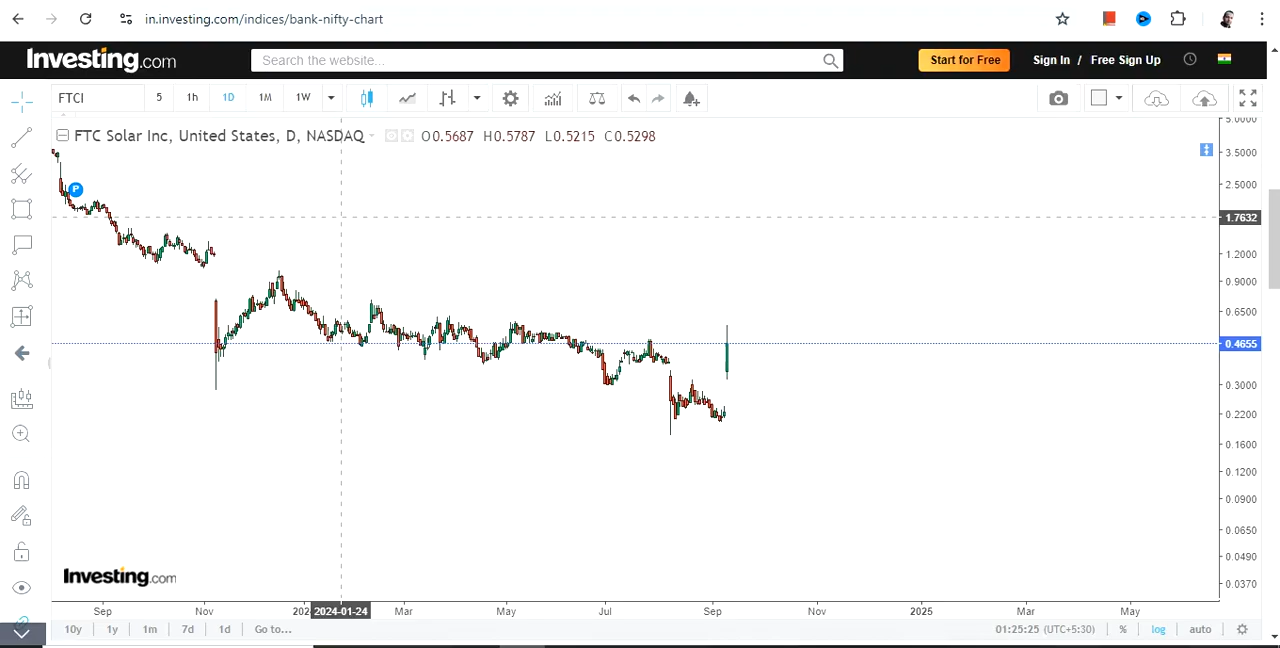 in.investing.com/indices/bank-nifty-chart
Investing.com Search the website... Start for Free Sign In / Free Sign Up
FTCI 5 1h 1D 1M 1W
FTC Solar Inc, United States, D, NASDAQ O0.5687 H0.5787 L0.5215 C0.5298
5.0000
3.5000
P
2.5000
1.7632
1.2000
0.9000
0.6500
0.4655
0.3000
0.2200
0.1600
0.1200
0.0900
0.0650
0.0490
Investing.com
0.0370
Sep Nov 202 2024-01-24 Mar May Jul Sep Nov 2025 Mar May
10y 1y 1m 7d 1d Go to... 01:25:25 (UTC+5:30) % log auto